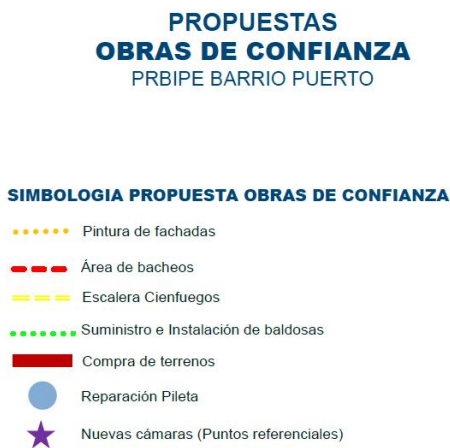 PROPUESTAS
OBRAS DE CONFIANZA
PRBIPE BARRIO PUERTO
SIMBOLOGIA PROPUESTA OBRAS DE CONFIANZA
Pintura de fachadas
Área de bacheos
Escalera Cienfuegos
Suministro e Instalación de baldosas
Compra de terrenos
Reparación Pileta
Nuevas cámaras (Puntos referenciales)